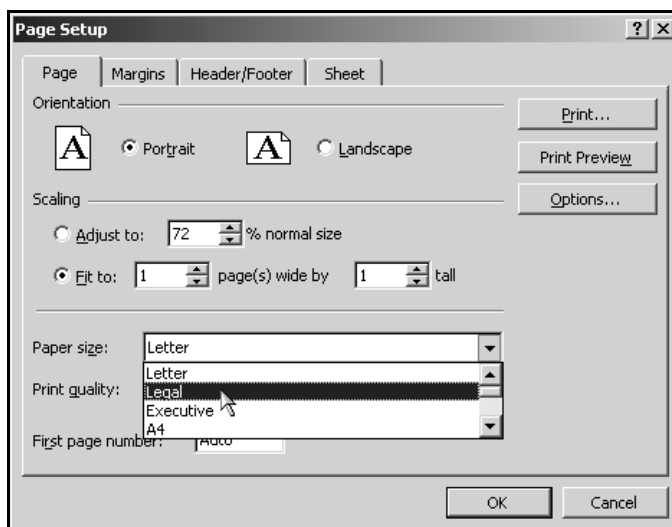 Page Setup
Page Margins Header/Footer Sheet
Orientation
A Portrait A Landscape
Print...
Print Preview
Options...
Scaling
Adjust to: 72 % normal size
Fit to: 1 page(s) wide by 1 tall
Paper size: Letter
Letter
Print quality: Legal
Executive
A4
First page number: Auto
OK Cancel